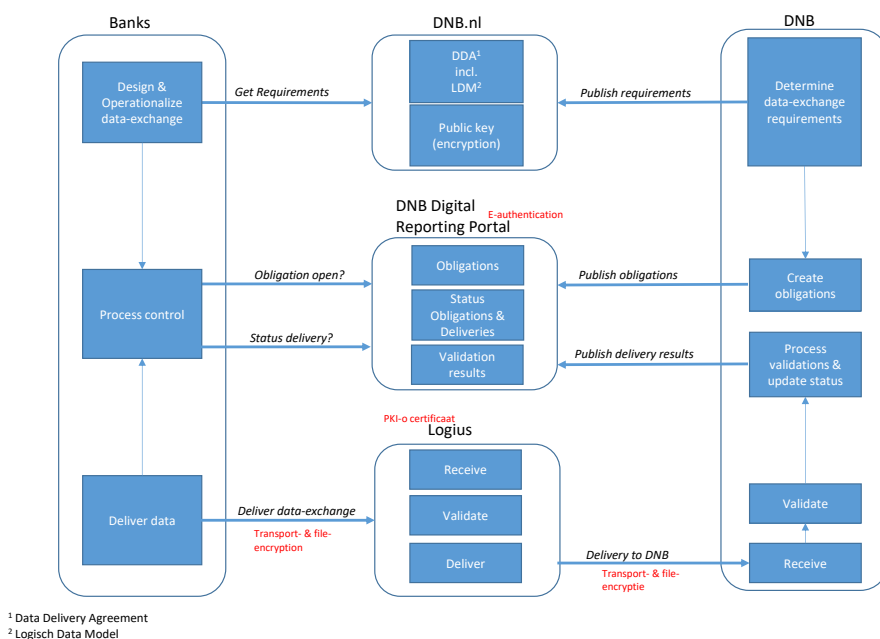 Banks
DNB.nl
DNB
Design &
Operationalize
data-exchange
Get Requirements
DDA1
incl.
LDM2
Public key
(encryption)
Publish requirements
Determine
data-exchange
requirements
DNB Digital
Reporting Portal
E-authentication
Process control
Obligation open?
Status delivery?
Obligations
Status
Obligations &
Deliveries
Validation
results
Publish obligations
Publish delivery results
Create
obligations
Process
validations &
update status
PKI-o certificaat
Logius
Deliver data
Deliver data-exchange
Transport- & file-
encryption
Receive
Validate
Deliver
Delivery to DNB
Transport- & file-
encryptie
Validate
Receive
1 Data Delivery Agreement
2 Logisch Data Model